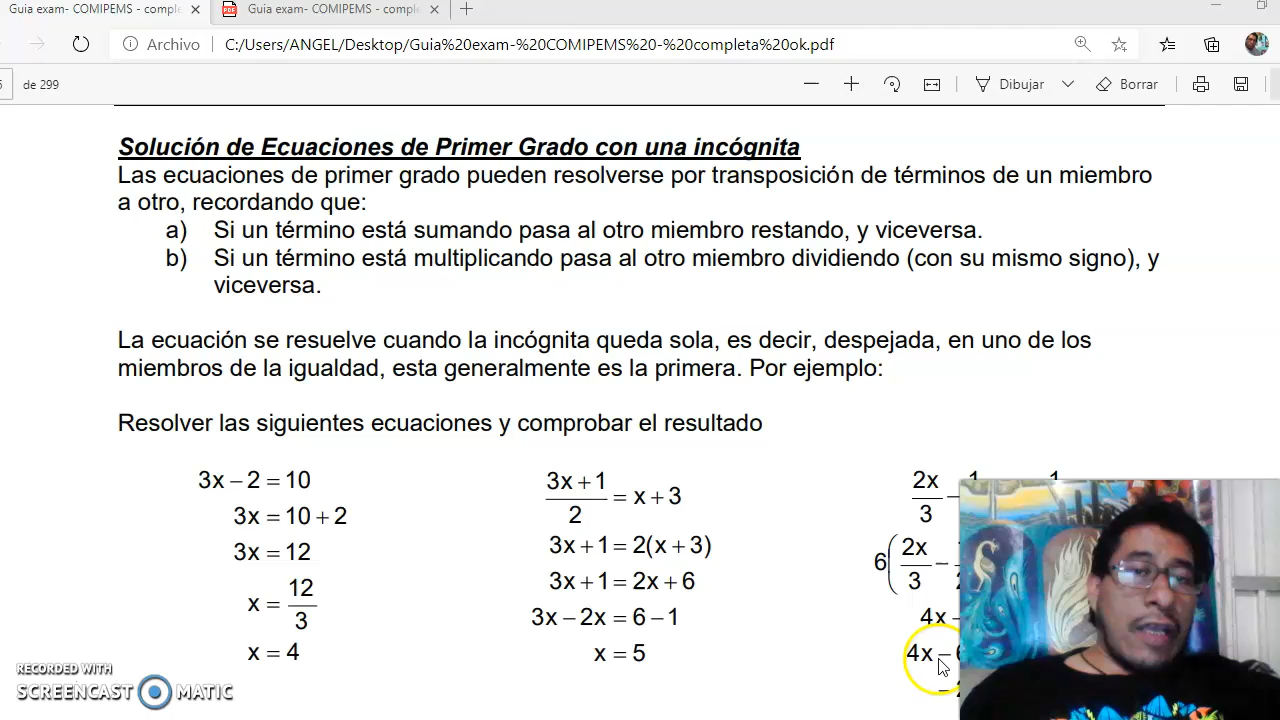 Guia exam- COMIPEMS - comple
Guia exam- COMIPEMS - comple
Archivo
C:/Users/ANGEL/Desktop/Guia%20exam-%20COMIPEMS%20-%20completa%20ok.pdf
de 299
Dibujar
Borrar
Solución de Ecuaciones de Primer Grado con una incógnita
Las ecuaciones de primer grado pueden resolverse por transposición de términos de un miembro
a otro, recordando que:
a) Si un término está sumando pasa al otro miembro restando, y viceversa.
b) Si un término está multiplicando pasa al otro miembro dividiendo (con su mismo signo), y
viceversa.
La ecuación se resuelve cuando la incógnita queda sola, es decir, despejada, en uno de los
miembros de la igualdad, esta generalmente es la primera. Por ejemplo:
Resolver las siguientes ecuaciones y comprobar el resultado
3x – 2 = 10
3x = 10 + 2
3x = 12
x = 12/3
x = 4
(3x + 1)/2 = x + 3
3x + 1 = 2(x + 3)
3x + 1 = 2x + 6
3x – 2x = 6 – 1
x = 5
2x/3 –
6(2x/3 –
4x –
4x – 6
RECORDED WITH
SCREENCAST MATIC